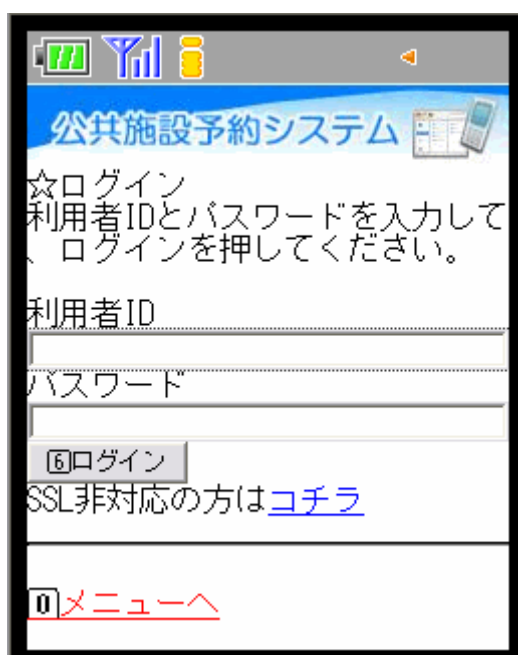 公共施設予約システム
☆ログイン
利用者IDとパスワードを入力して
、ログインを押してください。
利用者ID
パスワード
6ログイン
SSL非対応の方はコチラ
0メニューへ